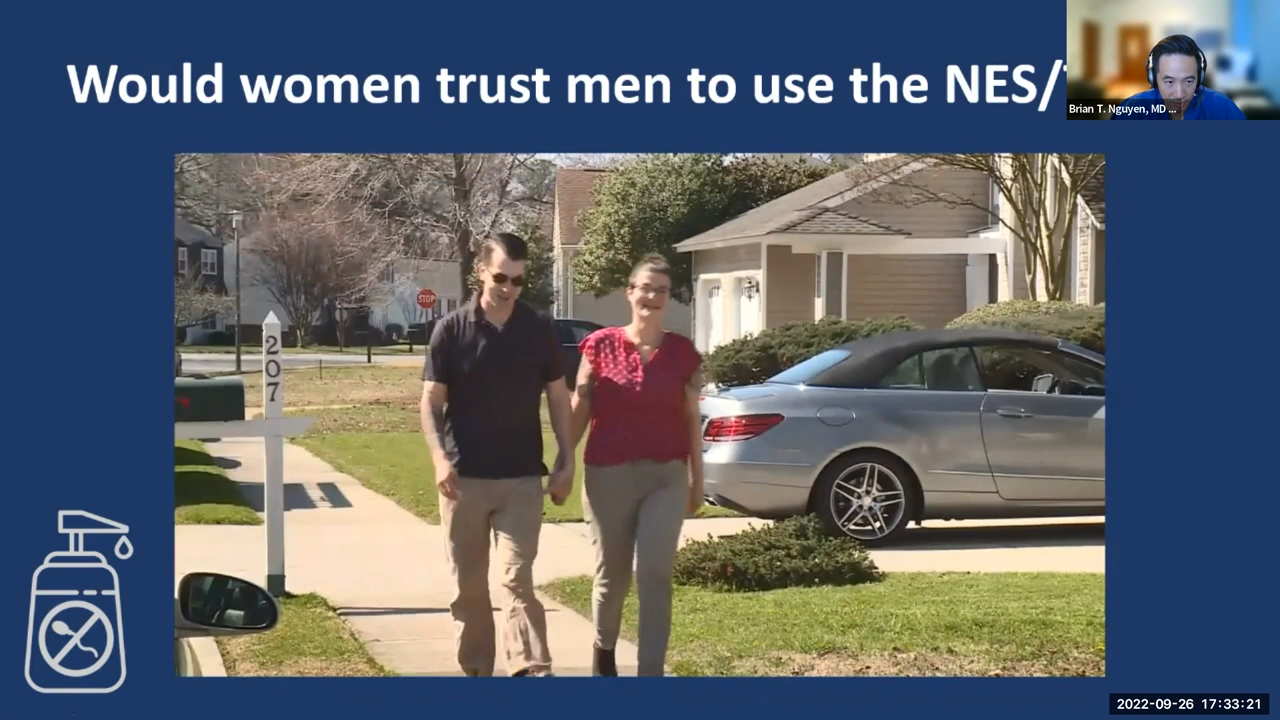 Would women trust men to use the NES/
Brian T. Nguyen, MD ...
STOP
207
2022-09-26 17:33:21